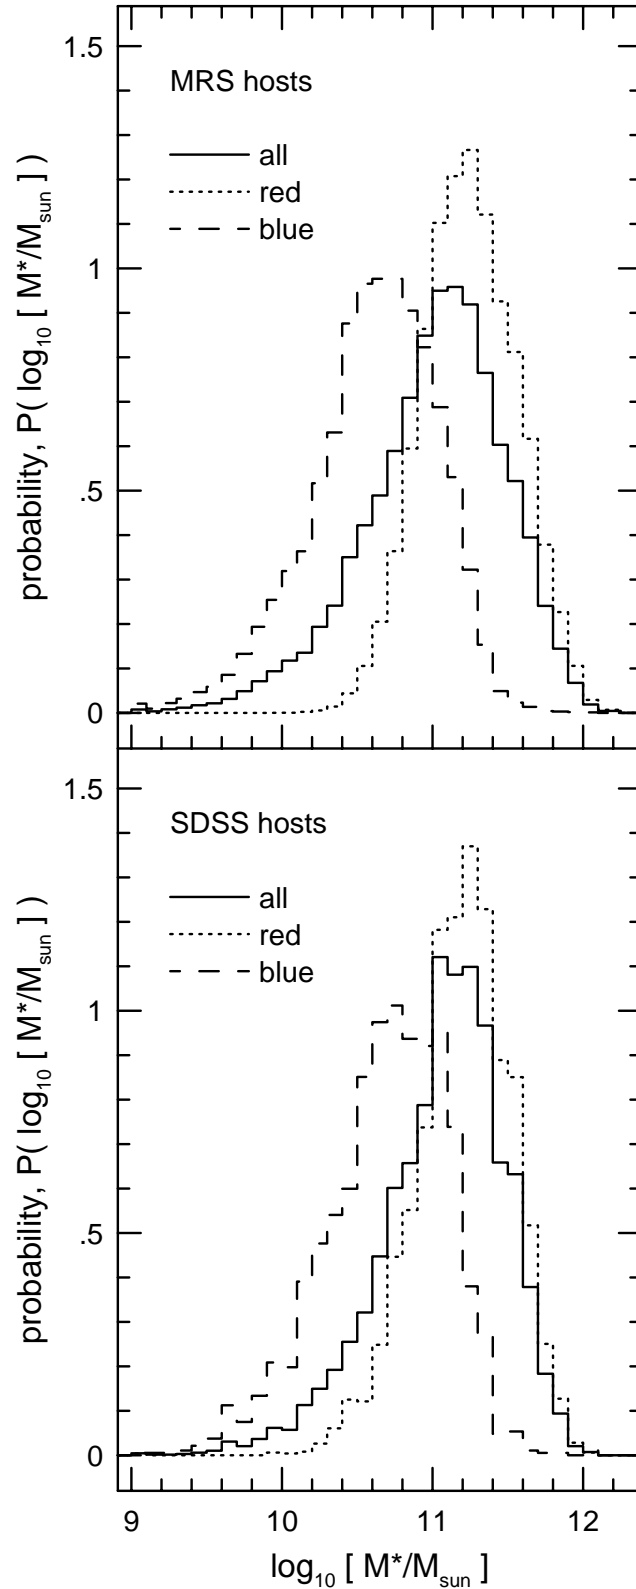 1.5
MRS hosts
all
red
blue
1
.5
0
probability, P( log10 [ M*/Msun ] )
1.5
SDSS hosts
all
red
blue
1
.5
0
probability, P( log10 [ M*/Msun ] )
9 10 11 12
log10 [ M*/Msun ]